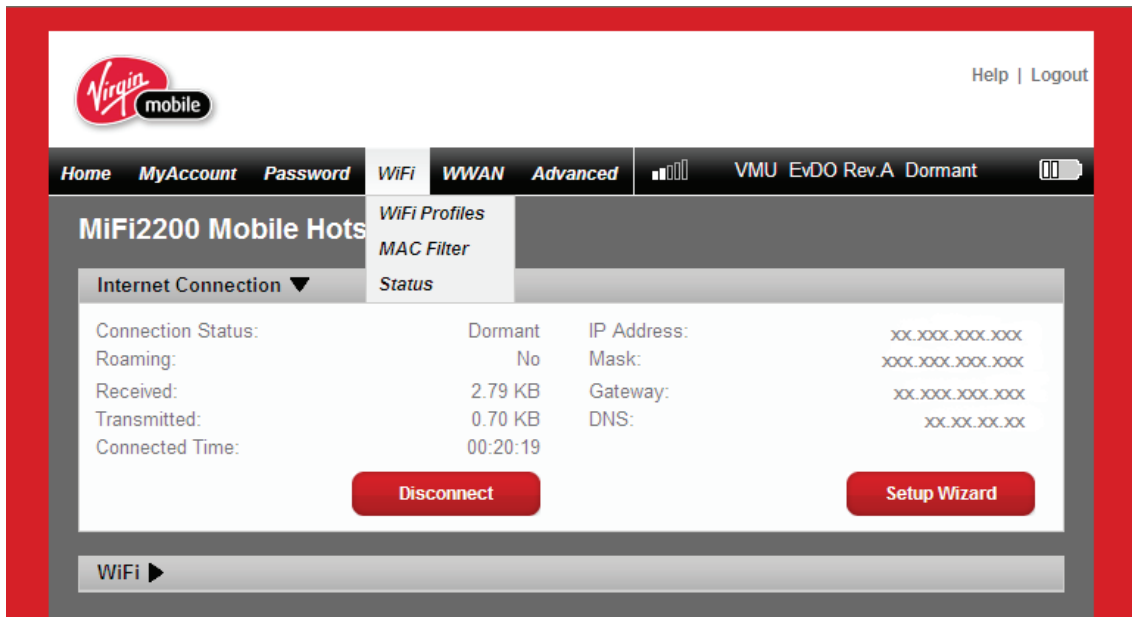 Virgin
mobile
Help | Logout
Home MyAccount Password WiFi WWAN Advanced VMU EvDO Rev.A Dormant
WiFi Profiles
MiFi2200 Mobile Hots
MAC Filter
Internet Connection ▼ Status
Connection Status: Dormant IP Address: xx.xxx.xxx.xxx
Roaming: No Mask: xxx.xxx.xxx.xxx
Received: 2.79 KB Gateway: xx.xxx.xxx.xxx
Transmitted: 0.70 KB DNS: xx.xx.xx.xx
Connected Time: 00:20:19
Disconnect Setup Wizard
WiFi ▶